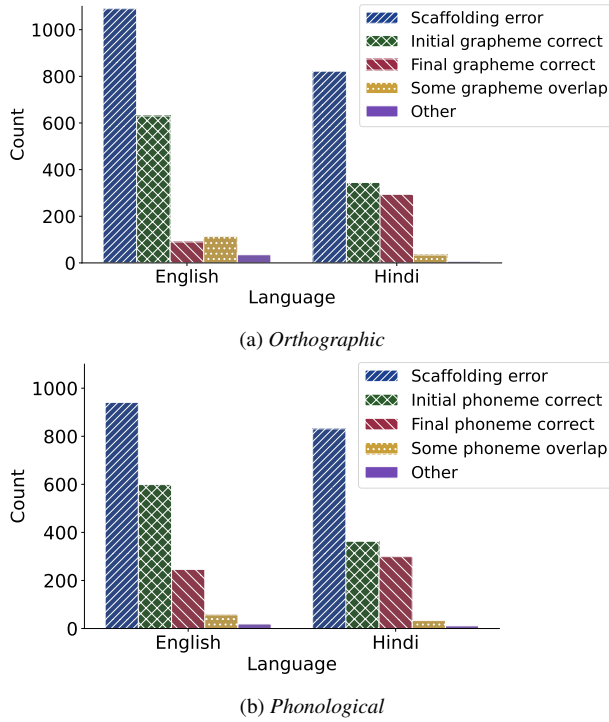 Scaffolding error
Initial grapheme correct
Final grapheme correct
Some grapheme overlap
Other
1000
800
600
400
200
0
Count
English
Hindi
Language
(a) Orthographic
Scaffolding error
Initial phoneme correct
Final phoneme correct
Some phoneme overlap
Other
1000
800
600
400
200
0
Count
English
Hindi
Language
(b) Phonological